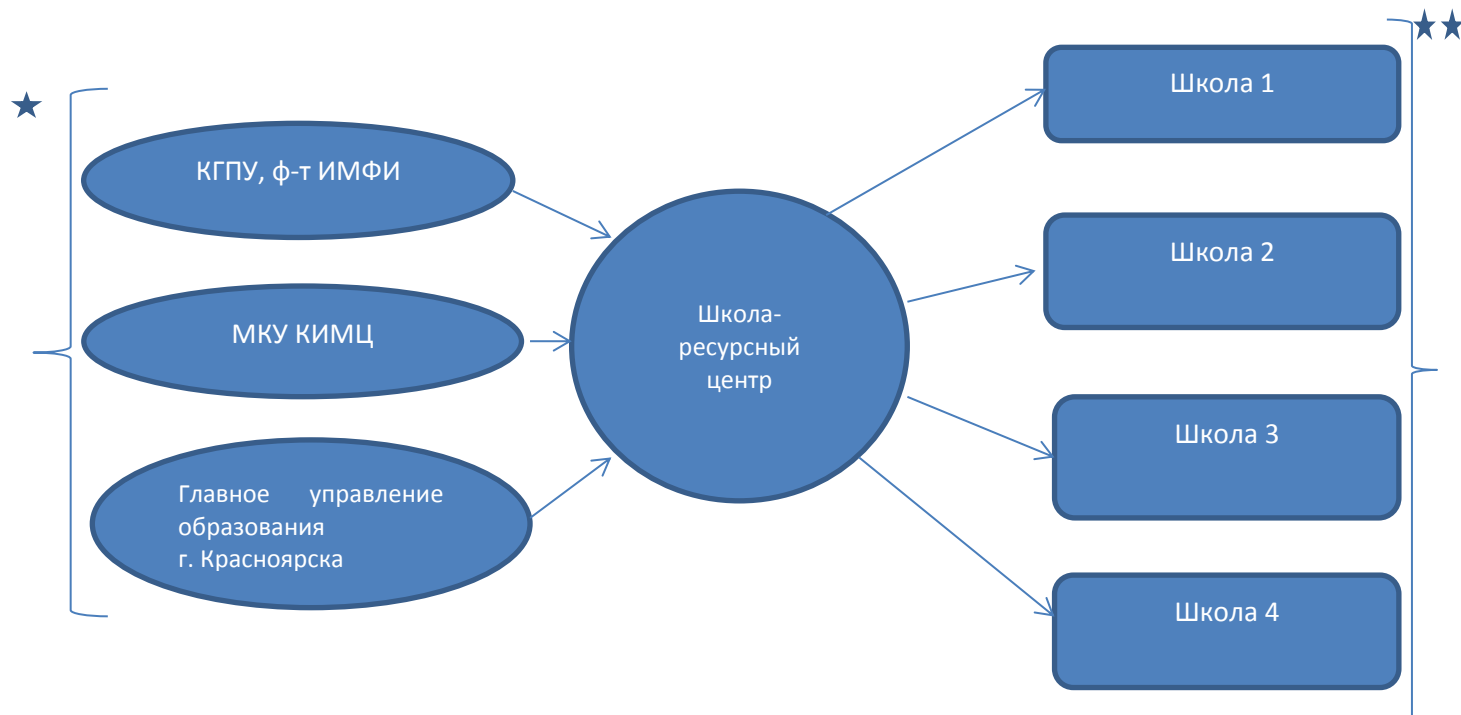 КГПУ, ф-т ИМФИ
МКУ КИМЦ
Главное управление
образования
г. Красноярска
Школа-
ресурсный
центр
Школа 1
Школа 2
Школа 3
Школа 4